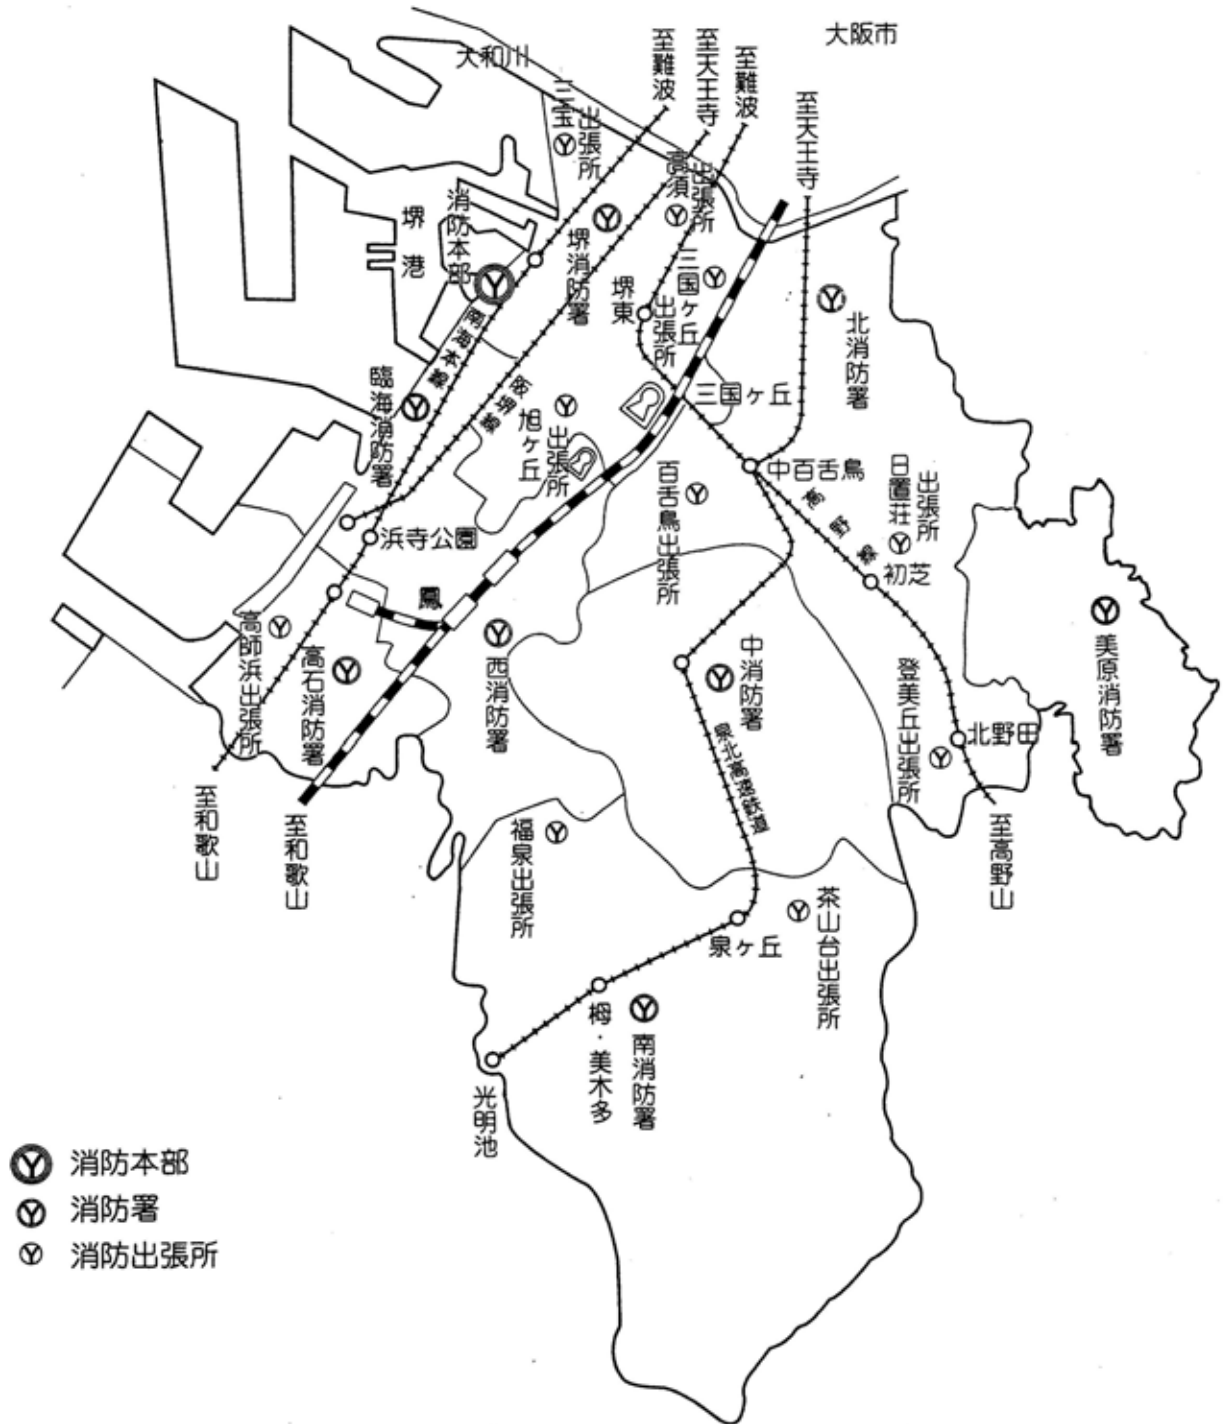 大阪市
大和川
至難波
至天王寺
至難波
至天王寺
三宝
出張所
高須
出張所
堺港
消防本部
堺消防署
三国ヶ丘
出張所
堺東
北消防署
南海本線
阪堺線
臨海消防署
旭ヶ丘
出張所
三国ヶ丘
百舌鳥出張所
中百舌鳥
高野線
日置荘
出張所
初芝
浜寺公園
鳳
高師浜出張所
高石消防署
西消防署
中消防署
泉北高速鉄道
登美丘出張所
北野田
美原消防署
至和歌山
至和歌山
至高野山
福泉出張所
茶山台出張所
泉ヶ丘
栂・美木多
南消防署
光明池
消防本部
消防署
消防出張所